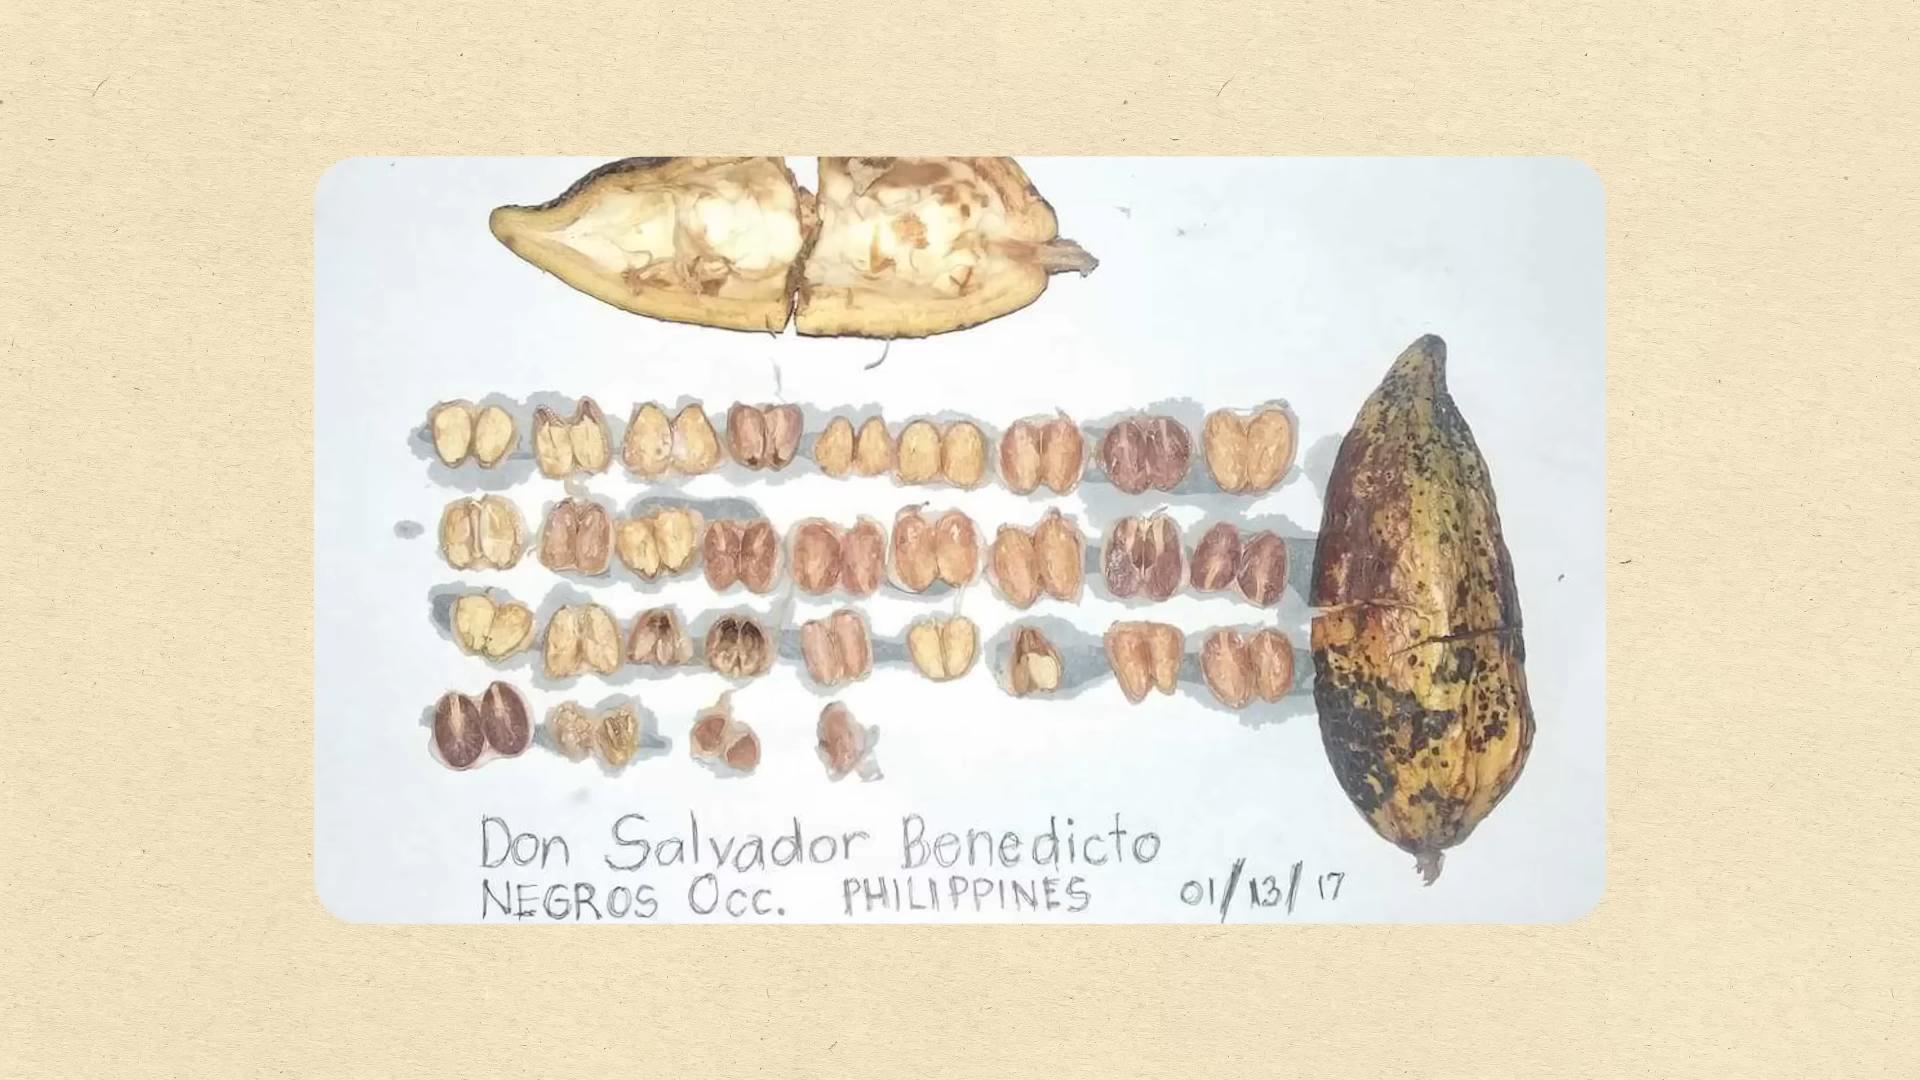 Don Salvador Benedicto
NEGROS Occ. PHILIPPINES 01/13/17